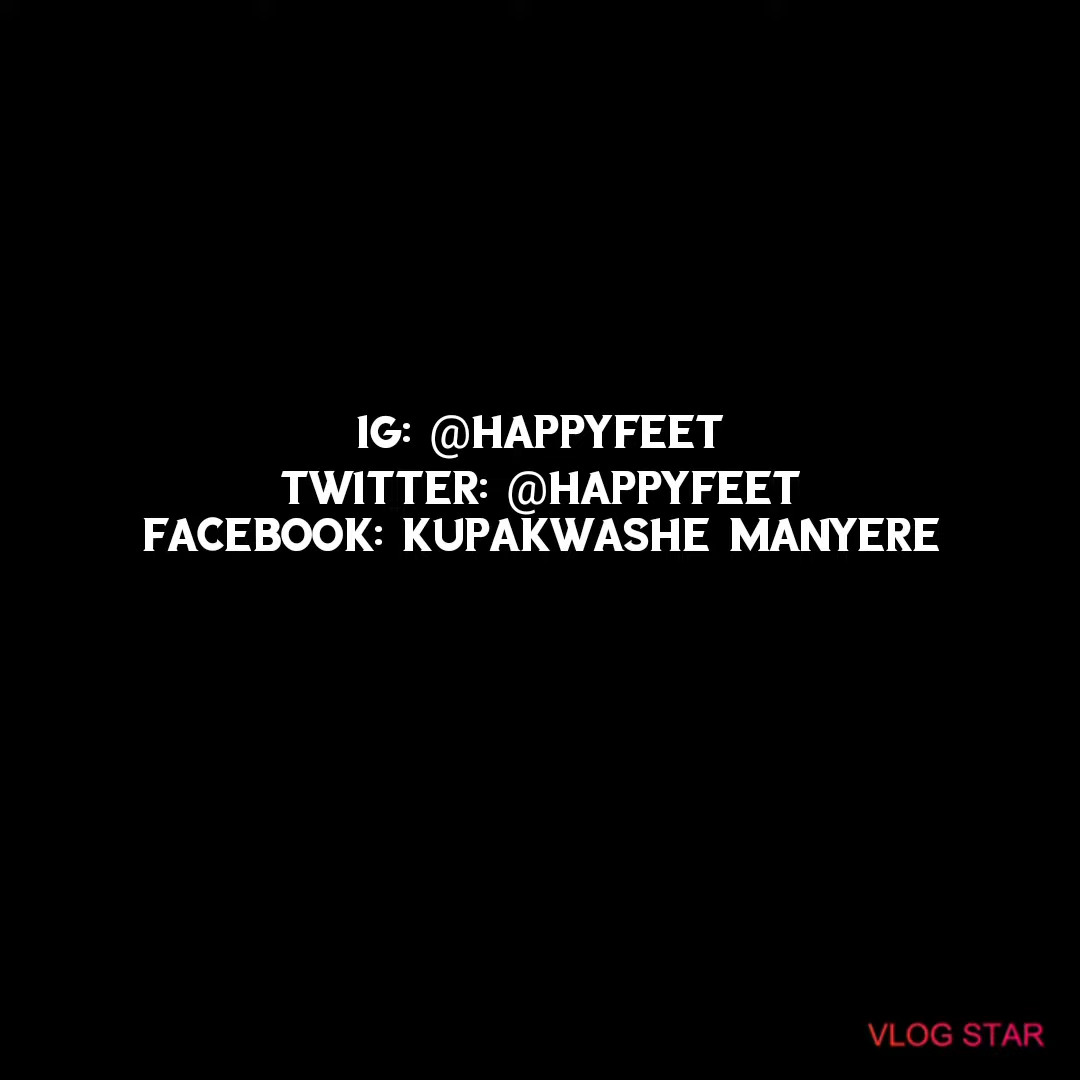 IG: @HAPPYFEET
TWITTER: @HAPPYFEET
FACEBOOK: KUPAKWASHE MANYERE
VLOG STAR